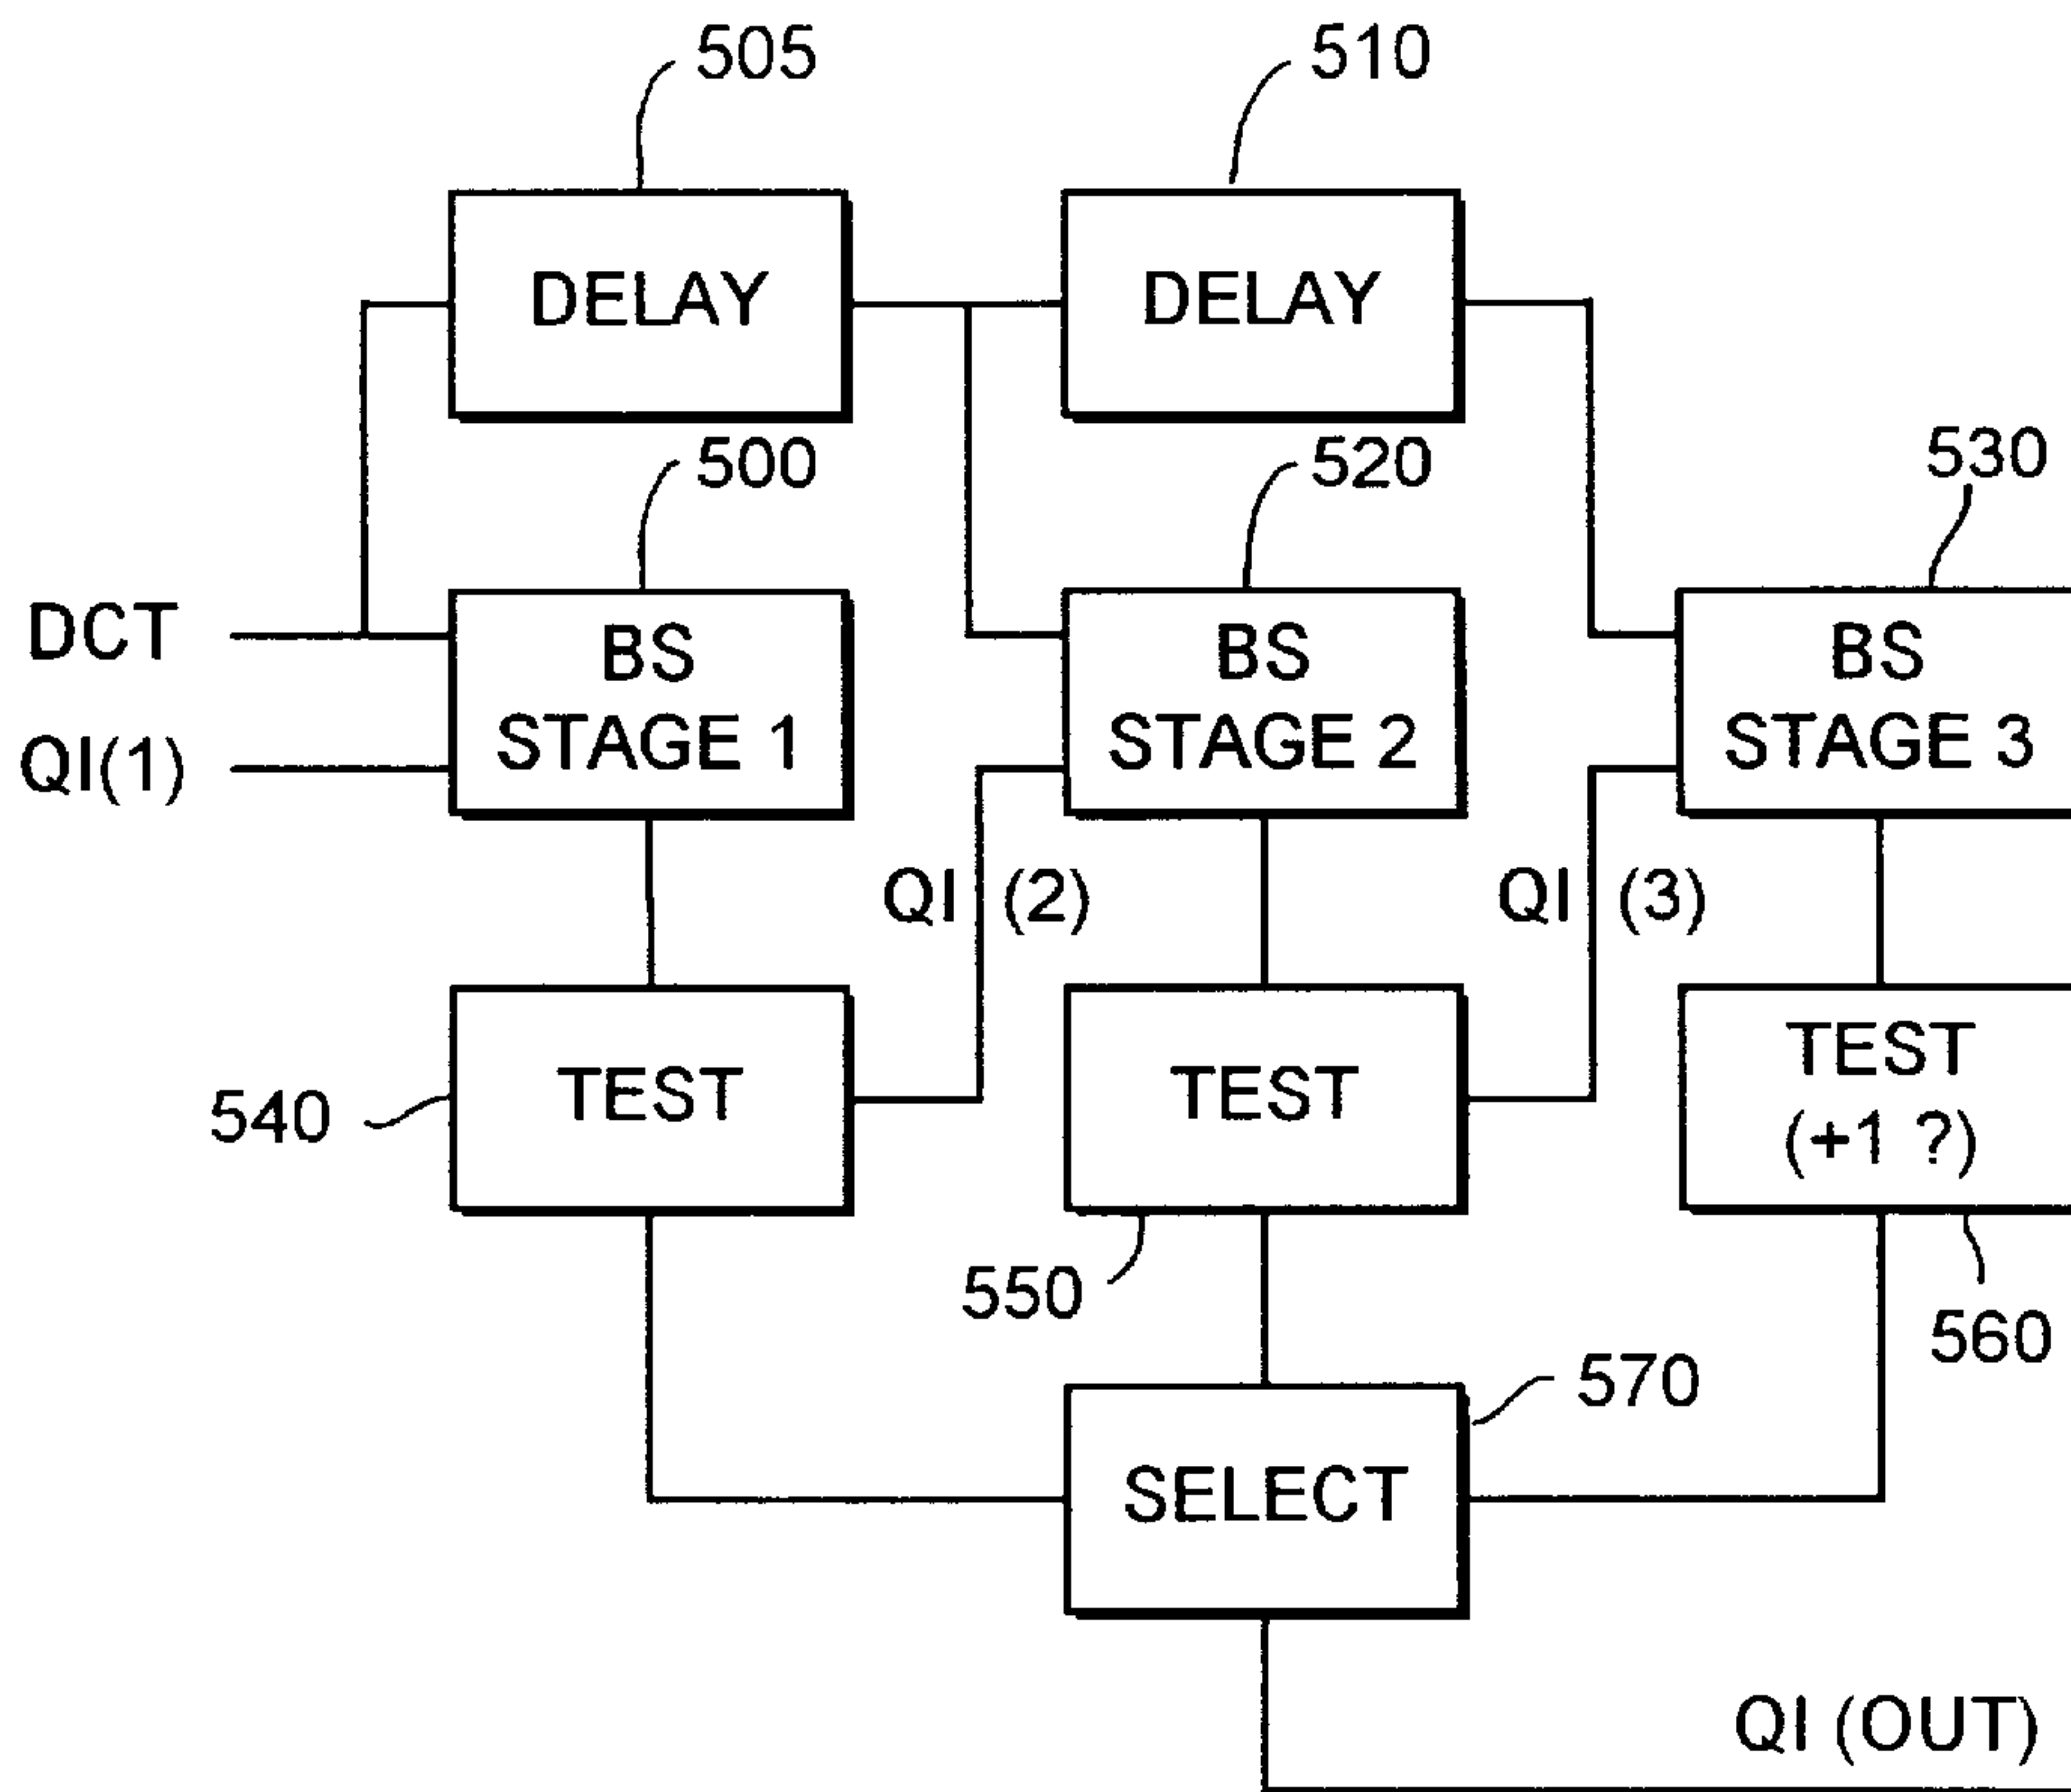 505
510
DELAY
DELAY
500
520
530
DCT
QI(1)
BS
STAGE 1
BS
STAGE 2
BS
STAGE 3
QI (2)
QI (3)
540
TEST
TEST
TEST
(+1 ?)
550
560
570
SELECT
QI (OUT)